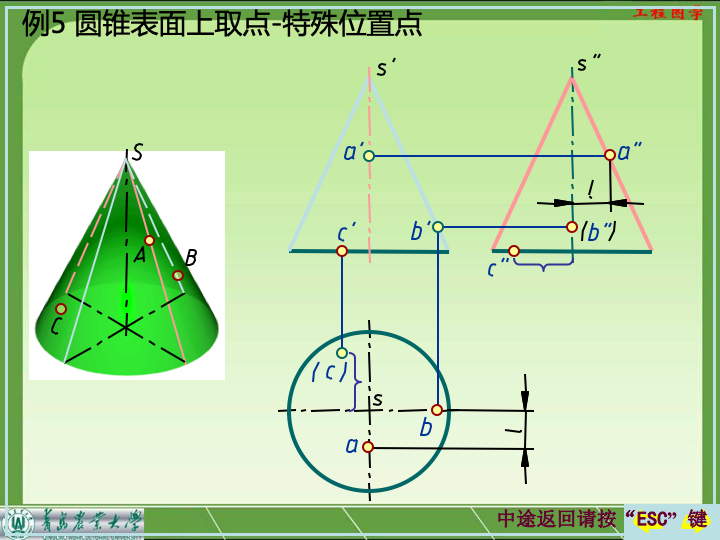 例5 圆锥表面上取点-特殊位置点
工程图学
s′
s″
S
a′
a″
A
l
b′
(b″)
B
c′
c″
C
(c)
s
b
a
l
青岛农业大学
中途返回请按“ESC”键